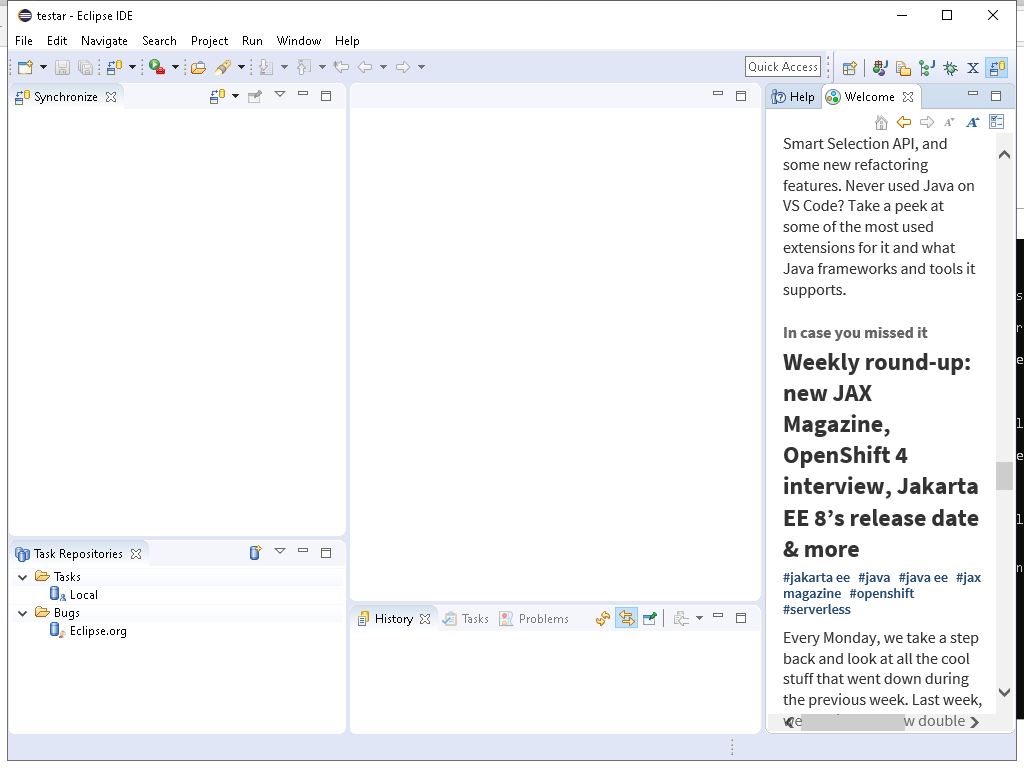 testar - Eclipse IDE
File Edit Navigate Search Project Run Window Help
Quick Access
Synchronize
Help Welcome
Smart Selection API, and
some new refactoring
features. Never used Java on
VS Code? Take a peek at
some of the most used
extensions for it and what
Java frameworks and tools it
supports.
In case you missed it
Weekly round-up:
new JAX
Magazine,
OpenShift 4
interview, Jakarta
EE 8’s release date
& more
#jakarta ee #java #java ee #jax
magazine #openshift
#serverless
Every Monday, we take a step
back and look at all the cool
stuff that went down during
the previous week. Last week,
we w double
Task Repositories
Tasks
Local
Bugs
Eclipse.org
History Tasks Problems